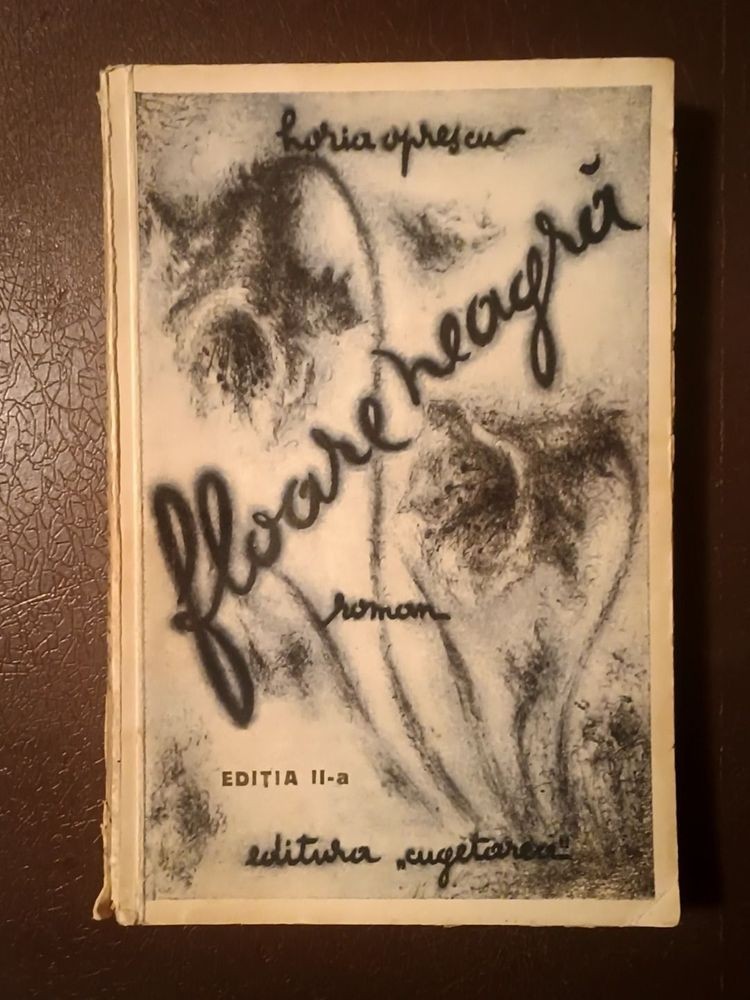 horia oprescu
floare neagră
roman
EDIȚIA II-a
editura „cugetarea"